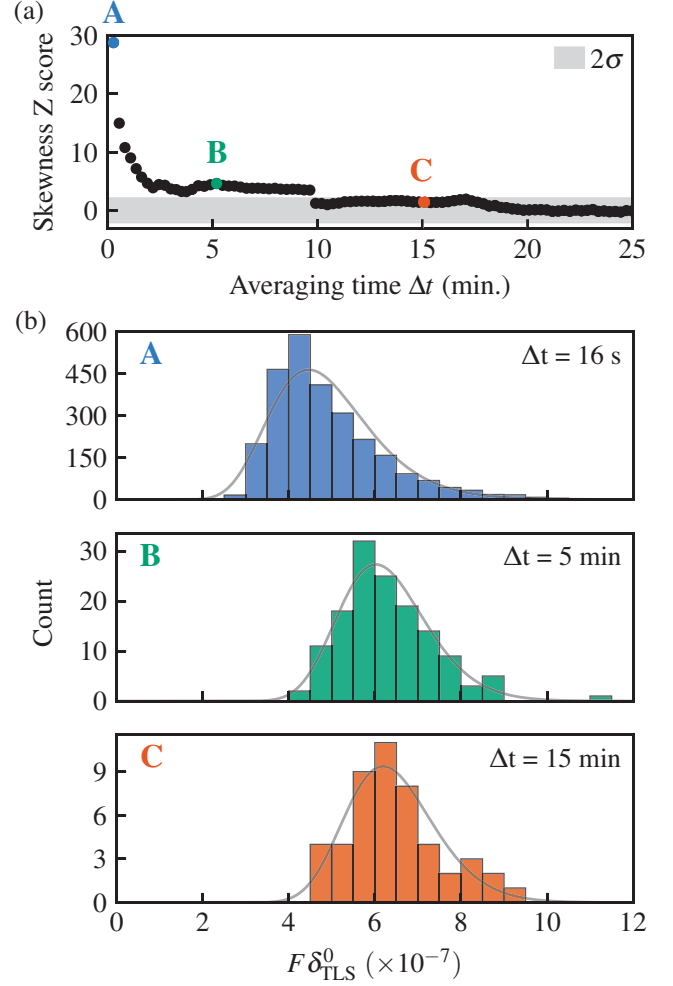 (a)
A
30
20
10
0
Skewness Z score
2σ
B
C
0 5 10 15 20 25
Averaging time Δt (min.)
(b)
600
450
300
150
0
A
Δt = 16 s
30
20
10
0
B
Δt = 5 min
Count
9
6
3
0
C
Δt = 15 min
0 2 4 6 8 10 12
Fδ⁰_TLS (×10⁻⁷)